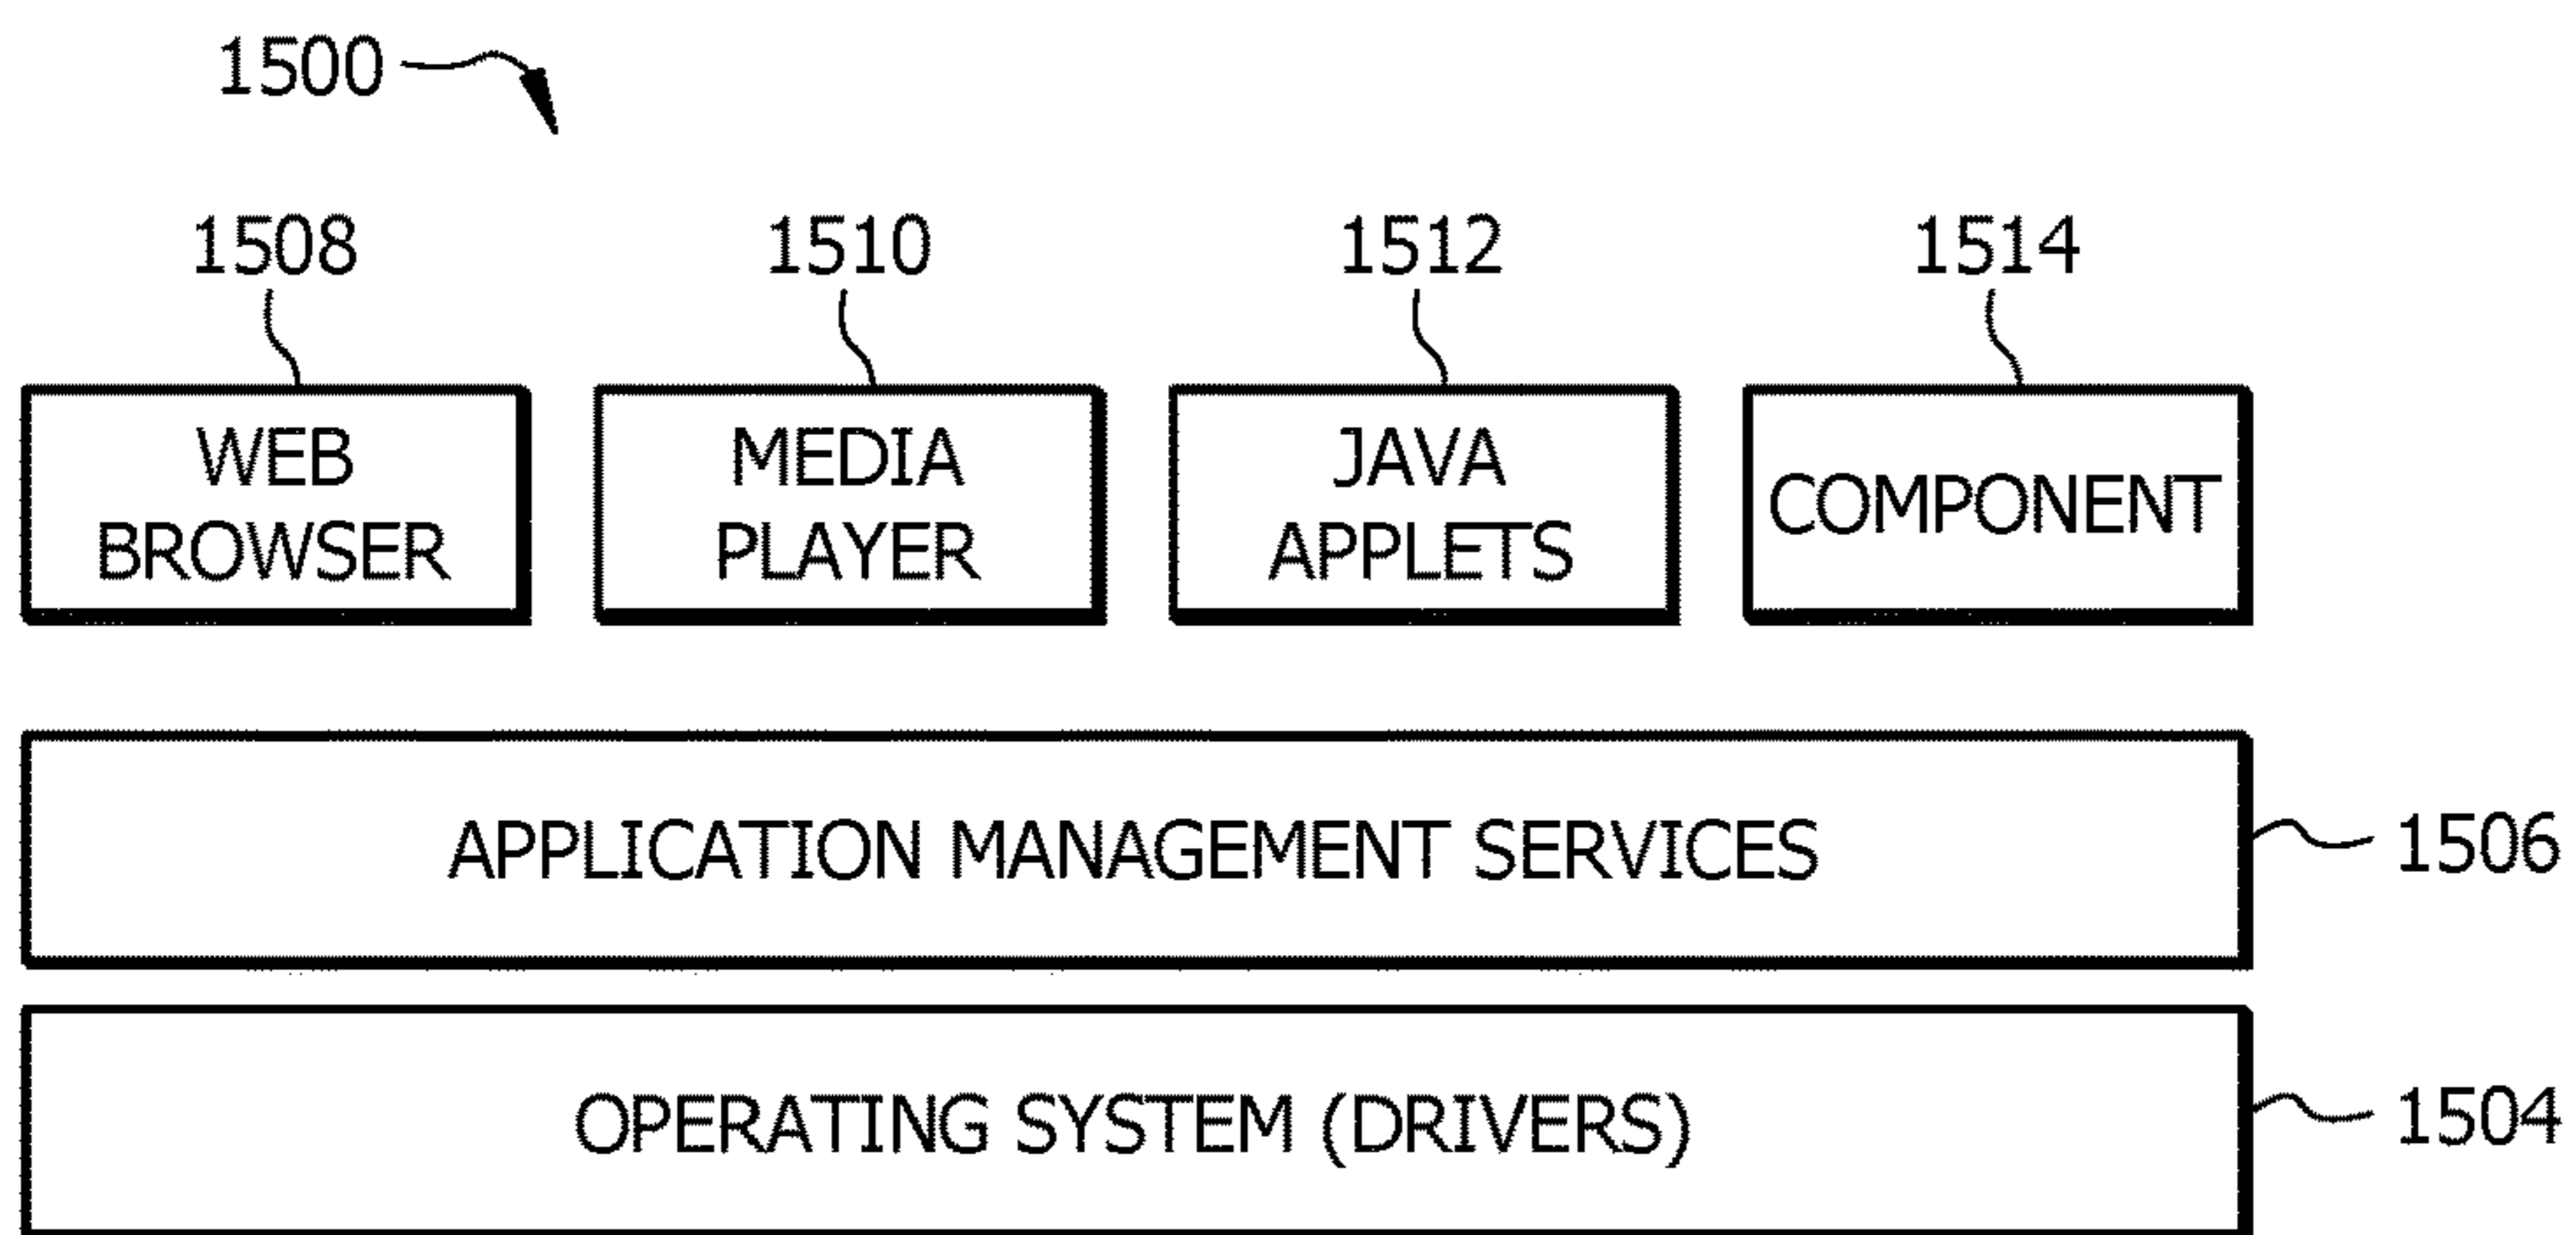 1500
1508
1510
1512
1514
WEB
BROWSER
MEDIA
PLAYER
JAVA
APPLETS
COMPONENT
APPLICATION MANAGEMENT SERVICES
1506
OPERATING SYSTEM (DRIVERS)
1504